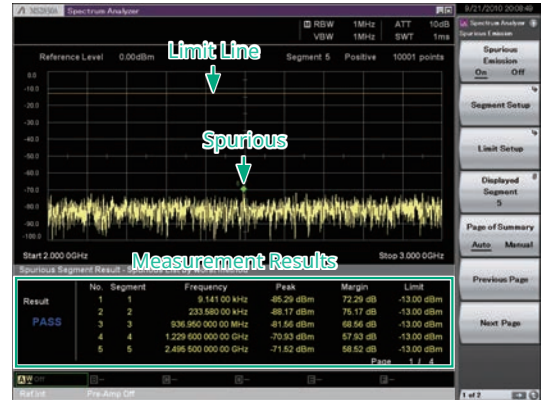 MS2830A Spectrum Analyzer
9/21/2010 20:08:49
RBW 1MHz ATT 10dB
VBW 1MHz SWT 1ms
Reference Level 0.00dBm Segment 5 Positive 10001 points
Limit Line
0.0
-10.0
-20.0
-30.0
-40.0
Spurious
-50.0
-60.0
-70.0
-80.0
-90.0
-100.0
Start 2.000 0GHz Stop 3.000 0GHz
Measurement Results
Spurious Segment Result - Spurious List by Worst Method
No. Segment Frequency Peak Margin Limit
Result 1 1 9.141 00 kHz -85.29 dBm 72.29 dB -13.00 dBm
PASS 2 2 233.580 00 kHz -88.17 dBm 75.17 dB -13.00 dBm
3 3 936.950 000 00 MHz -81.56 dBm 68.56 dB -13.00 dBm
4 4 1.229 600 000 00 GHz -70.93 dBm 57.93 dB -13.00 dBm
5 5 2.495 500 000 00 GHz -71.52 dBm 58.52 dB -13.00 dBm
Page 1 / 4
Off
Ref.Int Pre-Amp Off
Spectrum Analyzer
Spurious Emission
Spurious
Emission
On Off
Segment Setup
Limit Setup
Displayed
Segment
5
Page of Summary
Auto Manual
Previous Page
Next Page
1 of 2